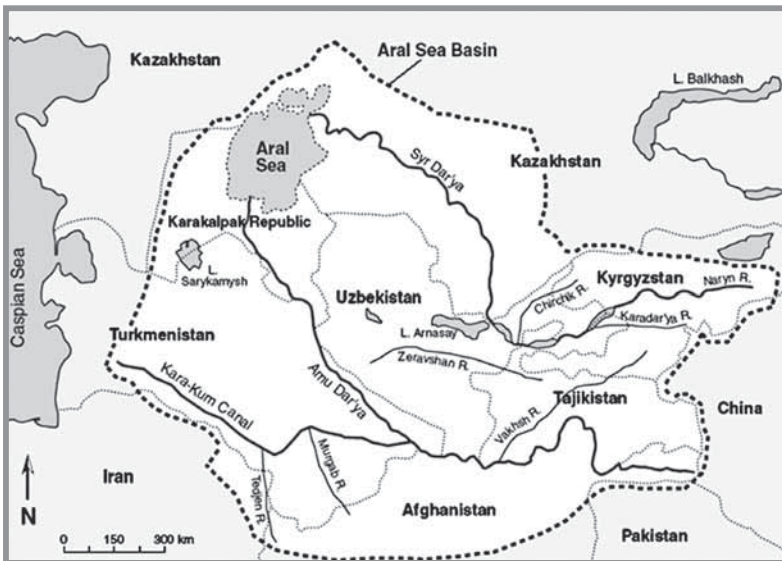 Kazakhstan
Aral Sea Basin
L. Balkhash
Aral
Sea
Syr Dar'ya
Kazakhstan
Karakalpak Republic
L.
Sarykamysh
Caspian Sea
Uzbekistan
Chirchk R.
Kyrgyzstan
Naryn R.
Karadar'ya R.
L. Arnasay
Zeravshan R.
Turkmenistan
Kara-Kum Canal
Amu Dar'ya
Vakhsh R.
Tajikistan
China
Iran
Tedjen R.
Murgab R.
Afghanistan
Pakistan
N
0 150 300 km